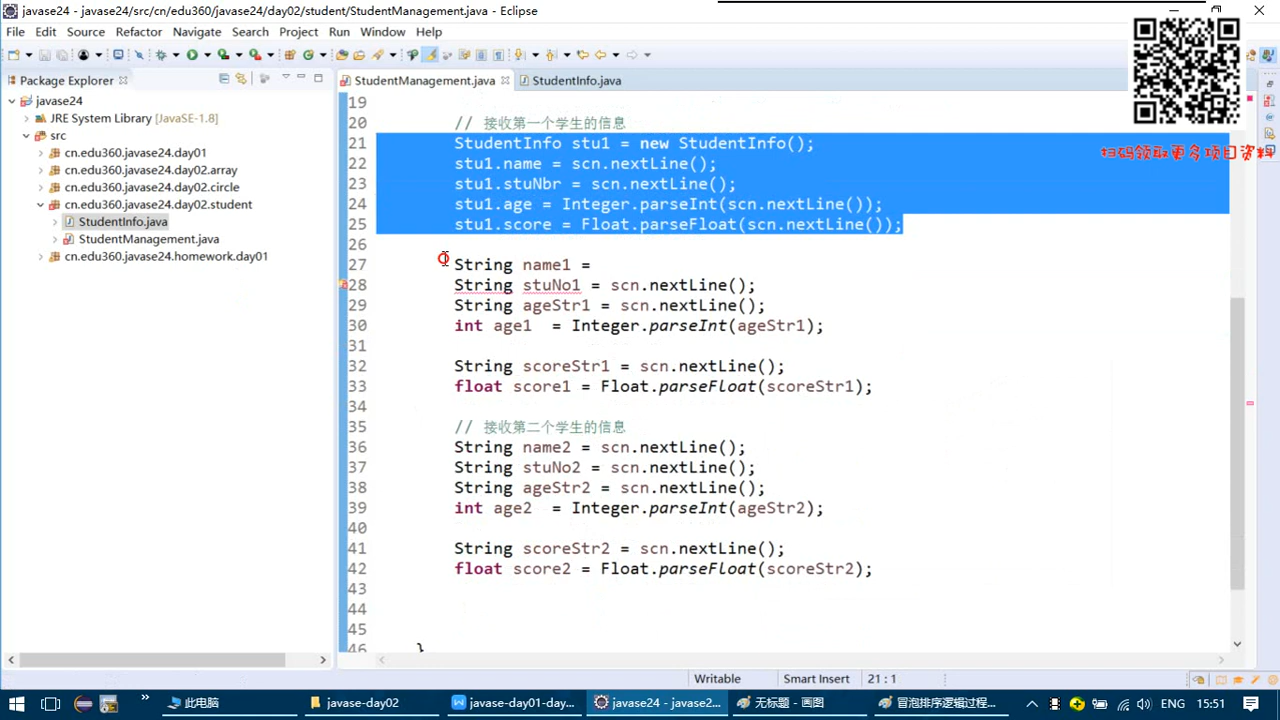 javase24 - javase24/src/cn/edu360/javase24/day02/student/StudentManagement.java - Eclipse
File Edit Source Refactor Navigate Search Project Run Window Help
Package Explorer
StudentManagement.java StudentInfo.java
javase24
JRE System Library [JavaSE-1.8]
src
cn.edu360.javase24.day01
cn.edu360.javase24.day02.array
cn.edu360.javase24.day02.circle
cn.edu360.javase24.day02.student
StudentInfo.java
StudentManagement.java
cn.edu360.javase24.homework.day01
扫码领取更多项目资料
19
20 // 接收第一个学生的信息
21 StudentInfo stu1 = new StudentInfo();
22 stu1.name = scn.nextLine();
23 stu1.stuNbr = scn.nextLine();
24 stu1.age = Integer.parseInt(scn.nextLine());
25 stu1.score = Float.parseFloat(scn.nextLine());
26
27 String name1 =
28 String stuNo1 = scn.nextLine();
29 String ageStr1 = scn.nextLine();
30 int age1  = Integer.parseInt(ageStr1);
31
32 String scoreStr1 = scn.nextLine();
33 float score1 = Float.parseFloat(scoreStr1);
34
35 // 接收第二个学生的信息
36 String name2 = scn.nextLine();
37 String stuNo2 = scn.nextLine();
38 String ageStr2 = scn.nextLine();
39 int age2  = Integer.parseInt(ageStr2);
40
41 String scoreStr2 = scn.nextLine();
42 float score2 = Float.parseFloat(scoreStr2);
43
44
45
46 }
Writable Smart Insert 21 : 1
此电脑 javase-day02 javase-day01-day... javase24 - javase2... 无标题 - 画图 冒泡排序逻辑过程... ENG 15:51